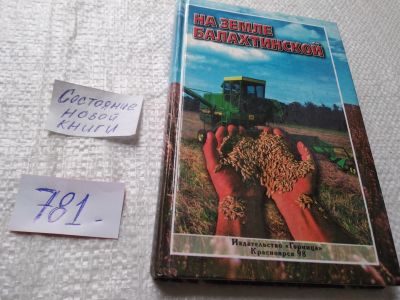 НА ЗЕМЛЕ
БАЛАХТИНСКОЙ
Состояние
новой
книги
781.
Издательство «Горница»
Красноярск 98